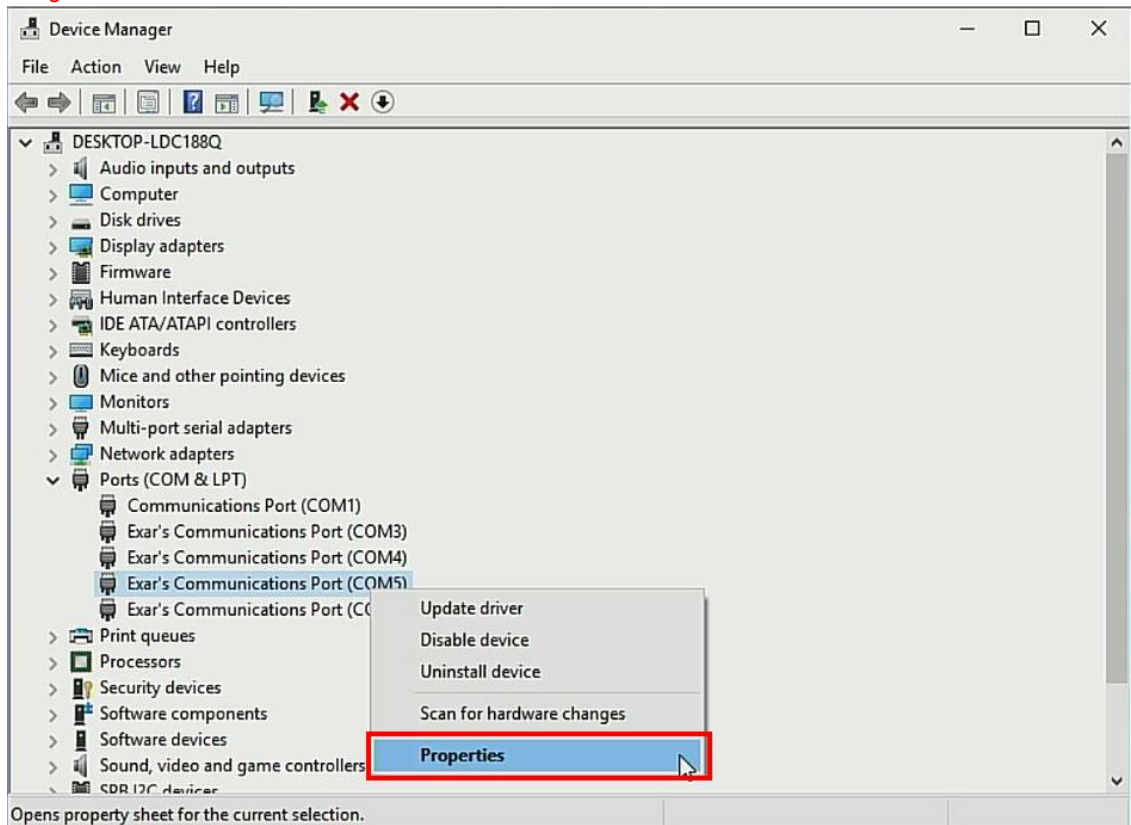 Device Manager
File Action View Help
DESKTOP-LDC188Q
Audio inputs and outputs
Computer
Disk drives
Display adapters
Firmware
Human Interface Devices
IDE ATA/ATAPI controllers
Keyboards
Mice and other pointing devices
Monitors
Multi-port serial adapters
Network adapters
Ports (COM & LPT)
Communications Port (COM1)
Exar's Communications Port (COM3)
Exar's Communications Port (COM4)
Exar's Communications Port (COM5)
Exar's Communications Port (CO
Update driver
Disable device
Uninstall device
Scan for hardware changes
Properties
Print queues
Processors
Security devices
Software components
Software devices
Sound, video and game controllers
SPB I2C devices
Opens property sheet for the current selection.